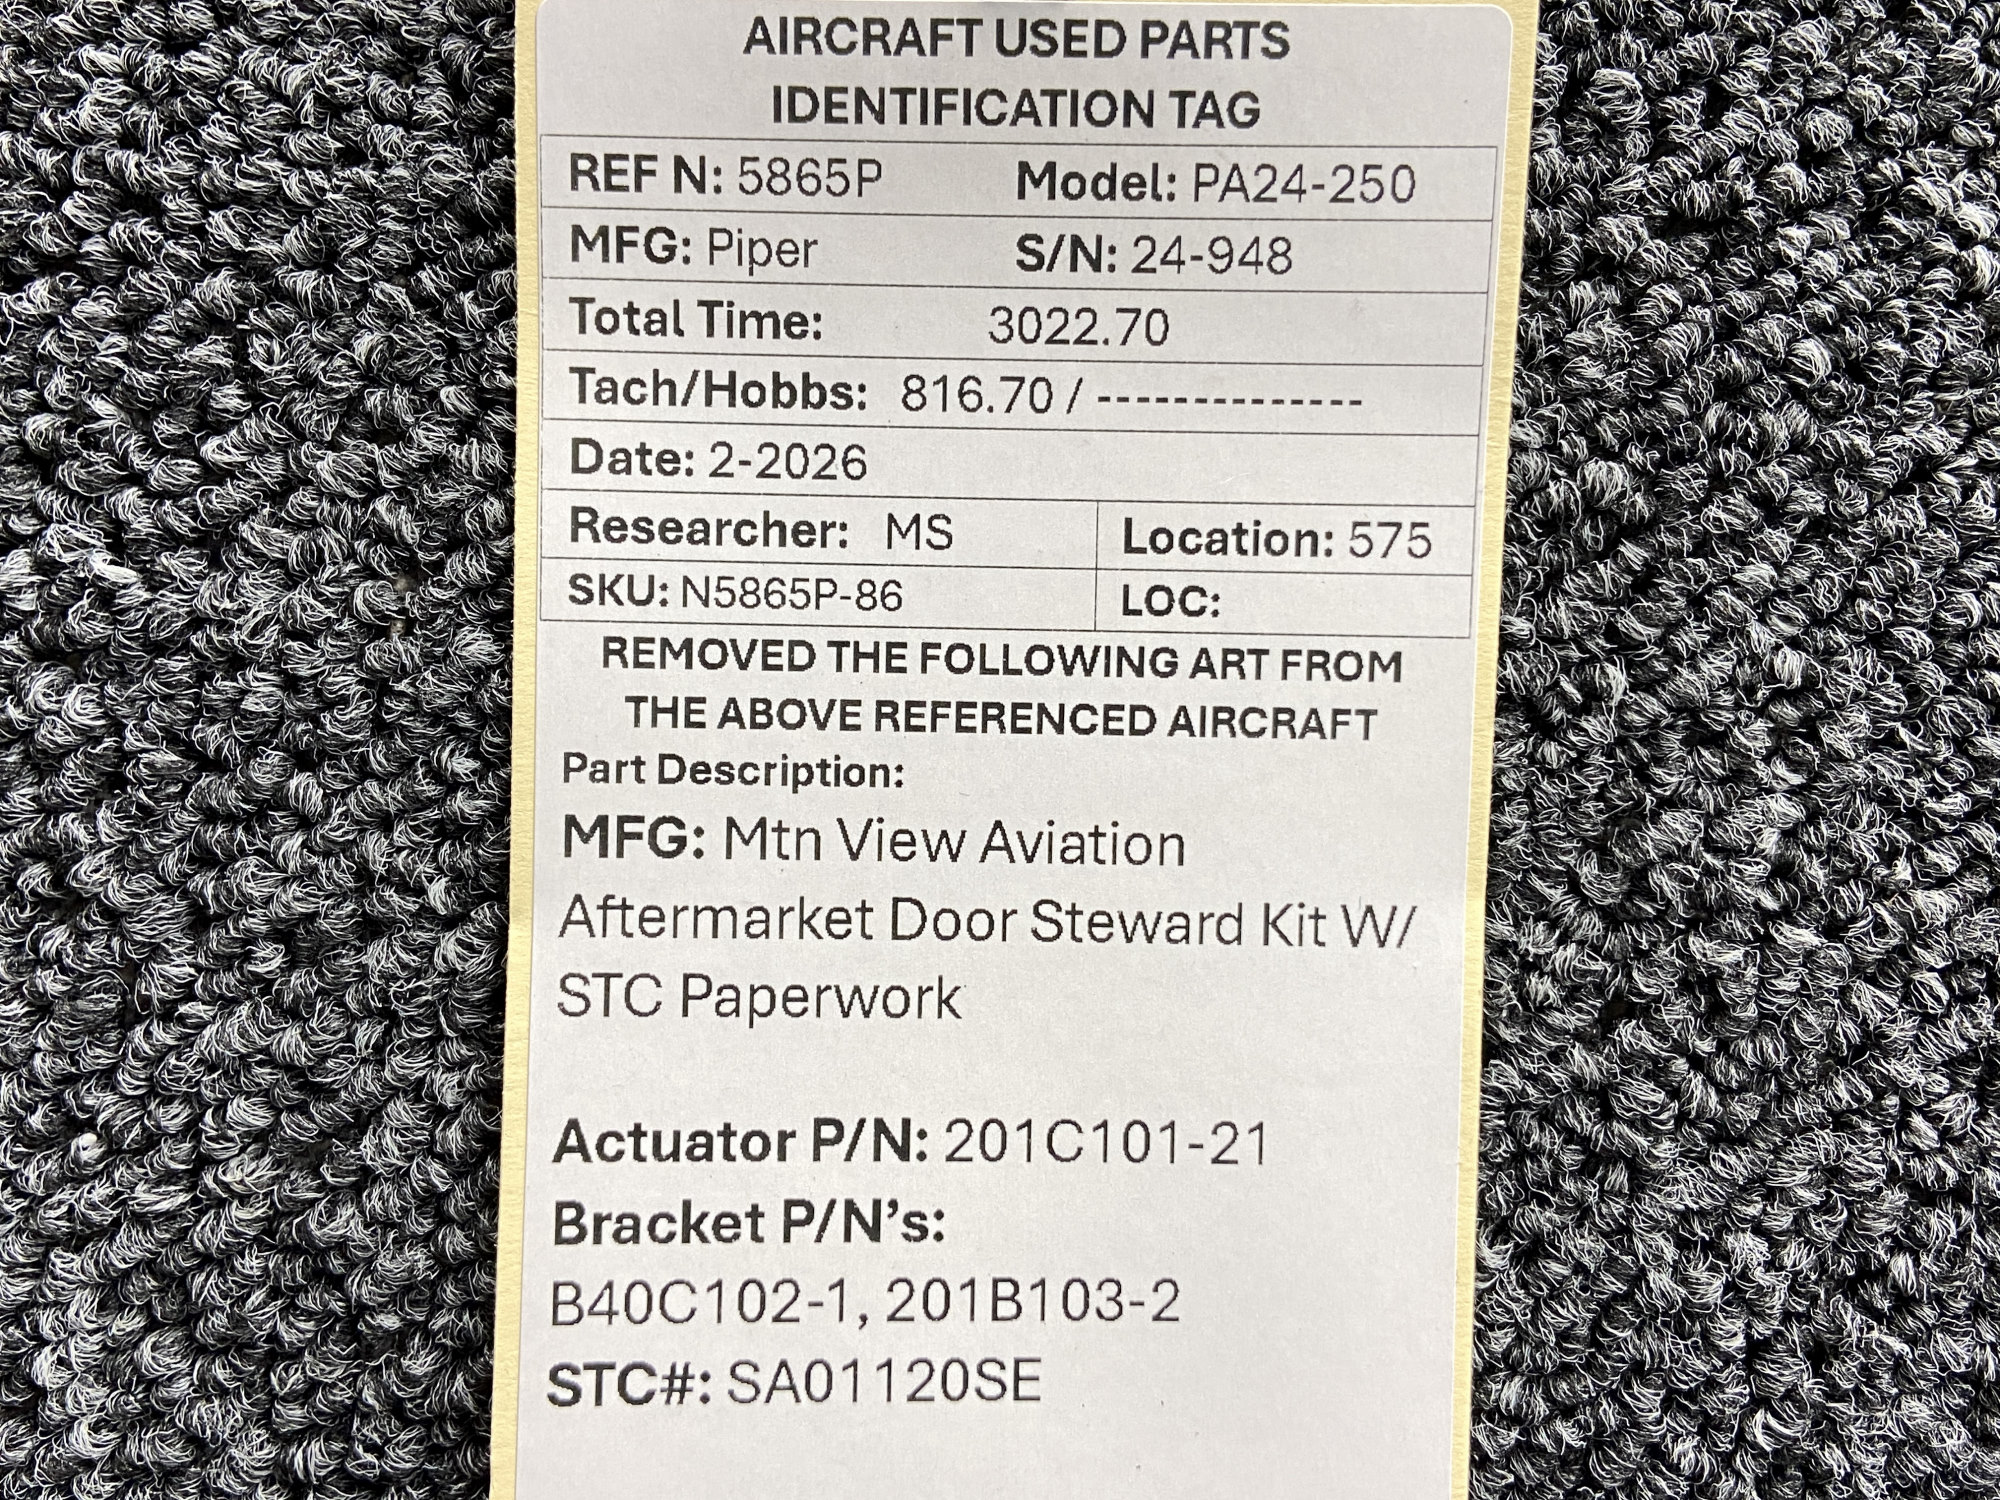 AIRCRAFT USED PARTS
IDENTIFICATION TAG
REF N: 5865P Model: PA24-250
MFG: Piper S/N: 24-948
Total Time: 3022.70
Tach/Hobbs: 816.70 / --------------
Date: 2-2026
Researcher: MS Location: 575
SKU: N5865P-86 LOC:
REMOVED THE FOLLOWING ART FROM
THE ABOVE REFERENCED AIRCRAFT
Part Description:
MFG: Mtn View Aviation
Aftermarket Door Steward Kit W/
STC Paperwork
Actuator P/N: 201C101-21
Bracket P/N's:
B40C102-1, 201B103-2
STC#: SA01120SE